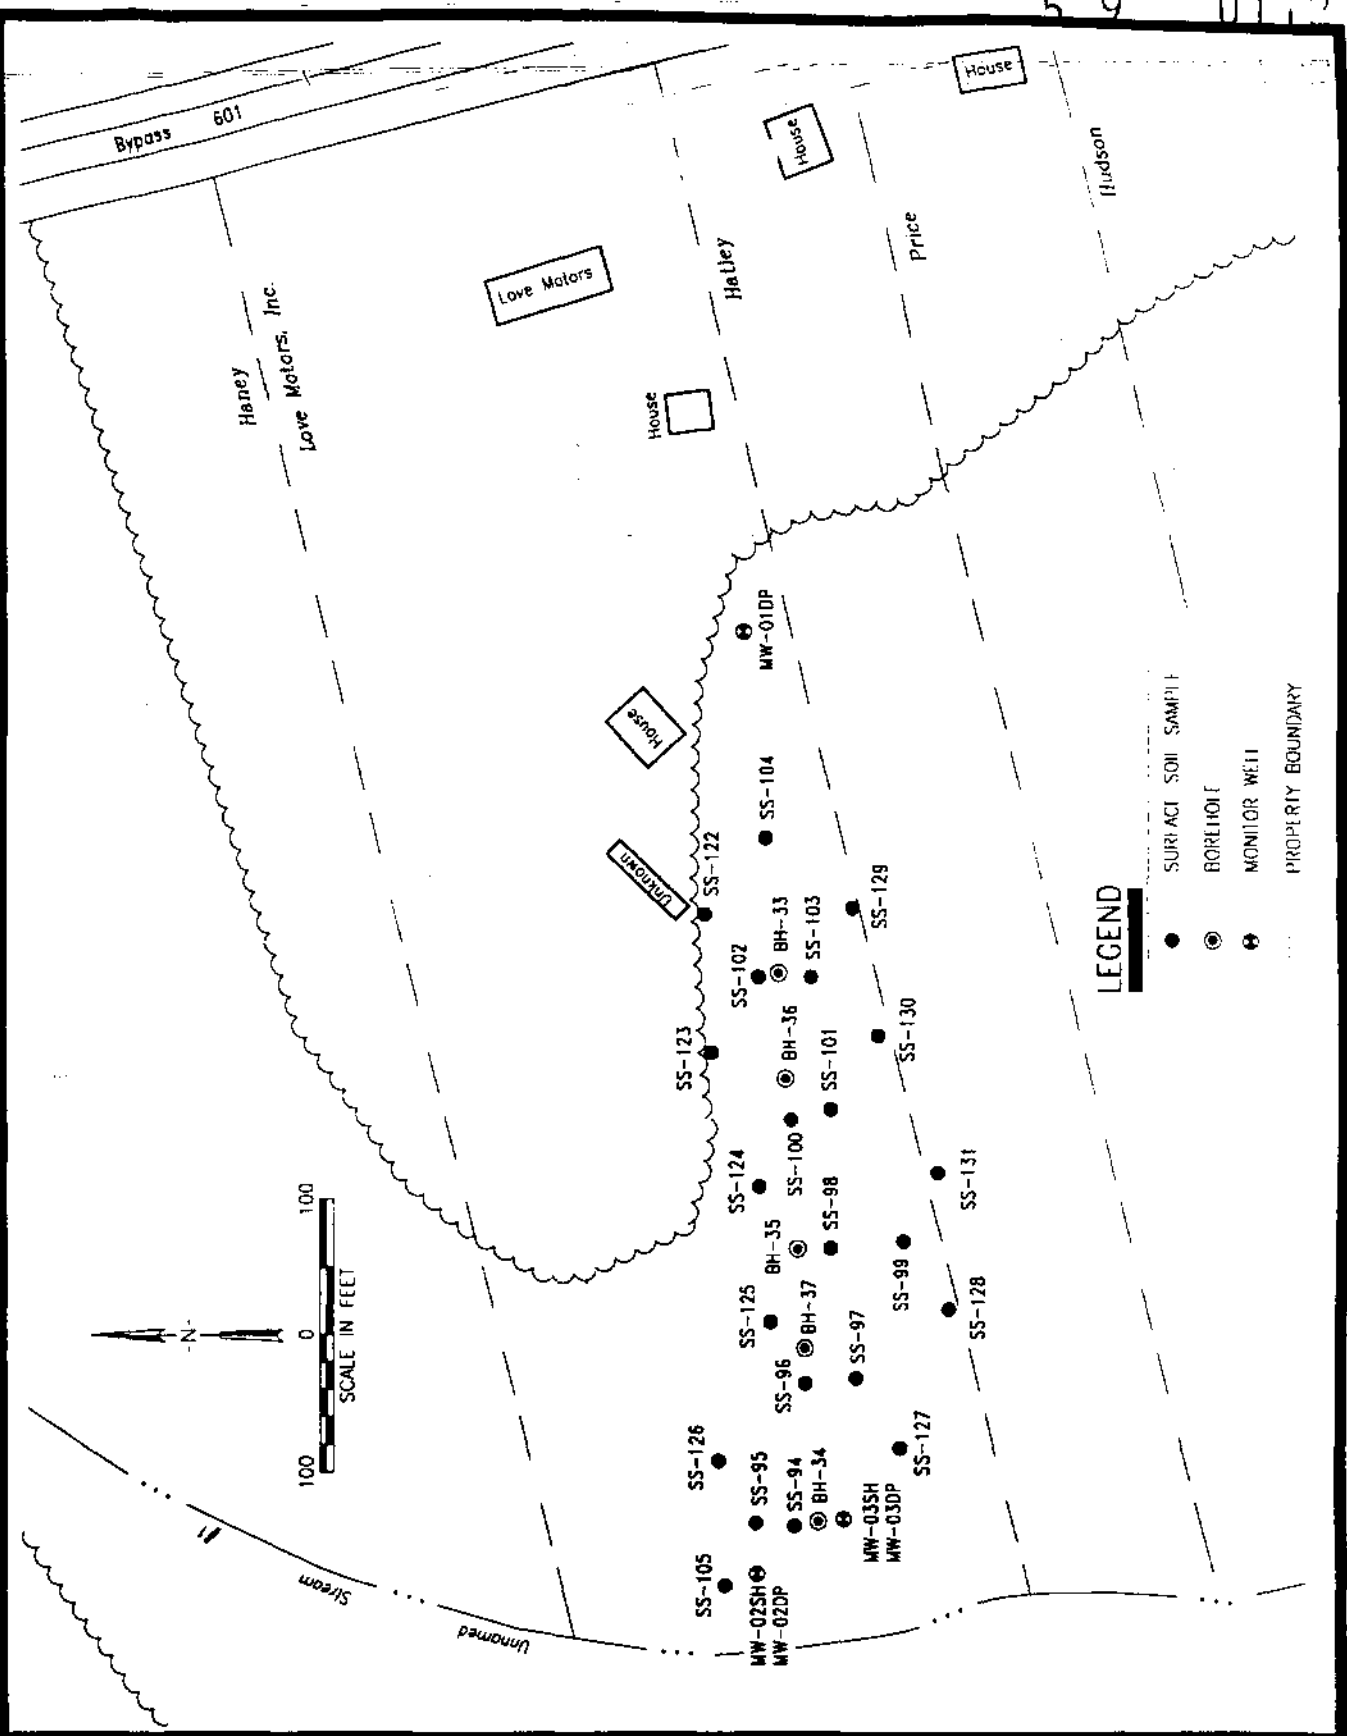 Bypass 601
House
House
Hudson
Price
Hatley
Love Motors
Haney
Love Motors, Inc.
House
MW-01DP
House
SS-104
Unknown
SS-122
SS-129
SS-102
BH-33
SS-103
SS-123
BH-36
SS-130
SS-101
SS-100
SS-124
SS-131
SS-98
BH-35
SS-99
SS-125
BH-37
SS-128
SS-97
SS-96
SS-126
SS-127
SS-95
SS-94
BH-34
MW-03SH
MW-03DP
SS-105
MW-02SH
MW-02DP
-N-
100 0 100
SCALE IN FEET
Unnamed Stream
LEGEND
SURFACE SOIL SAMPLE
BOREHOLE
MONITOR WELL
PROPERTY BOUNDARY